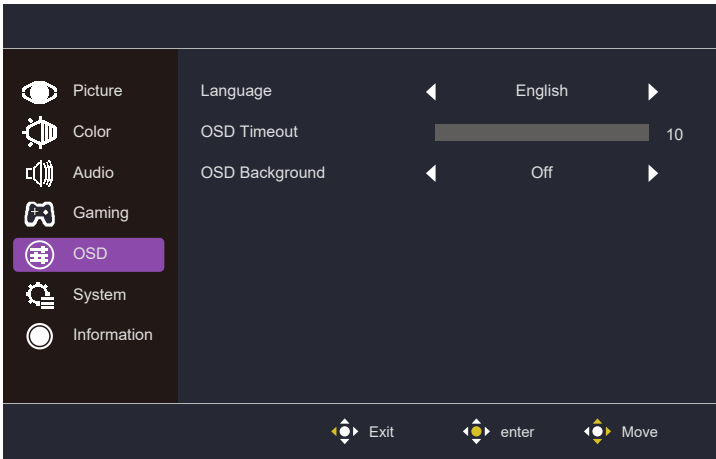 Picture
Color
Audio
Gaming
OSD
System
Information
Language English
OSD Timeout 10
OSD Background Off
Exit enter Move